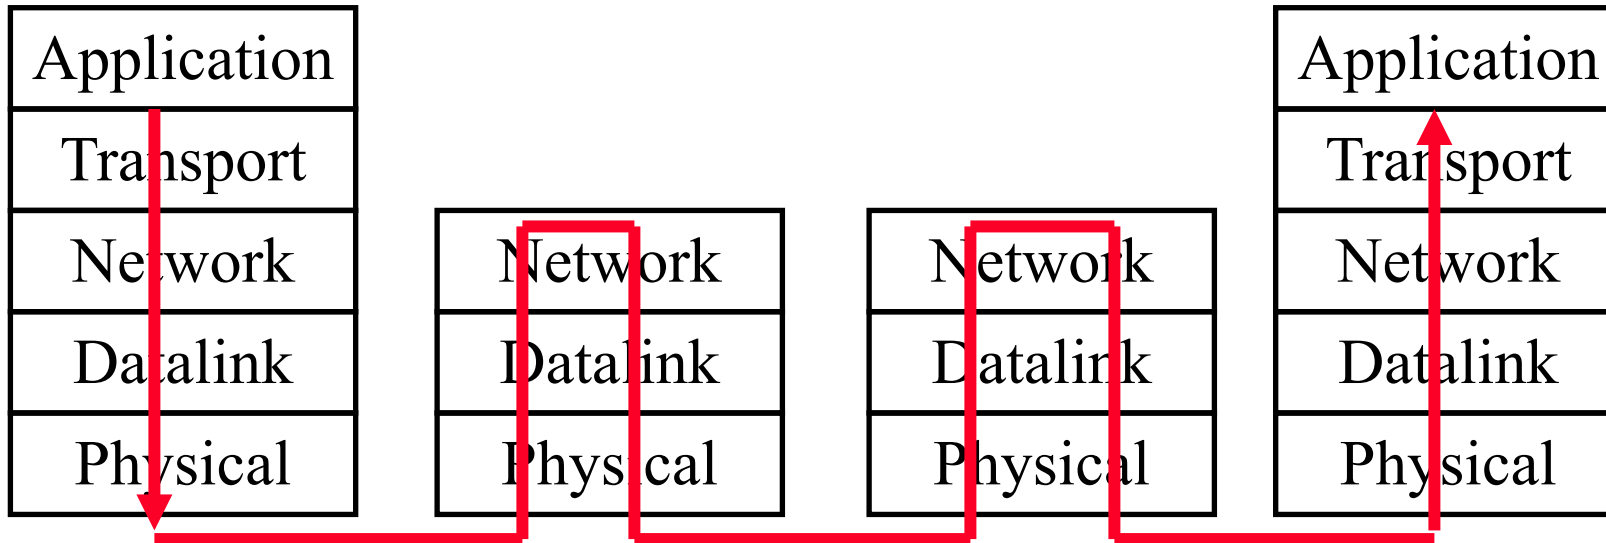 Application
Transport
Network
Datalink
Physical
Network
Datalink
Physical
Network
Datalink
Physical
Application
Transport
Network
Datalink
Physical